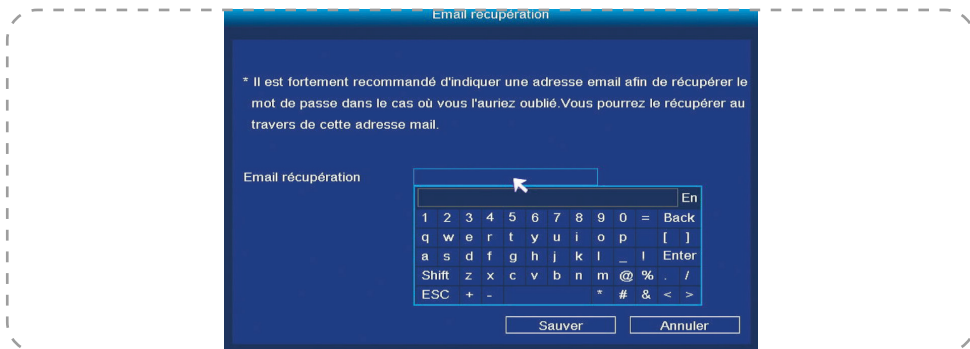 Email récupération
* Il est fortement recommandé d'indiquer une adresse email afin de récupérer le
mot de passe dans le cas où vous l'auriez oublié.Vous pourrez le récupérer au
travers de cette adresse mail.
Email récupération
En
1 2 3 4 5 6 7 8 9 0 = Back
q w e r t y u i o p [ ]
a s d f g h j k l _ l Enter
Shift z x c v b n m @ % . /
ESC + - * # & < >
Sauver Annuler